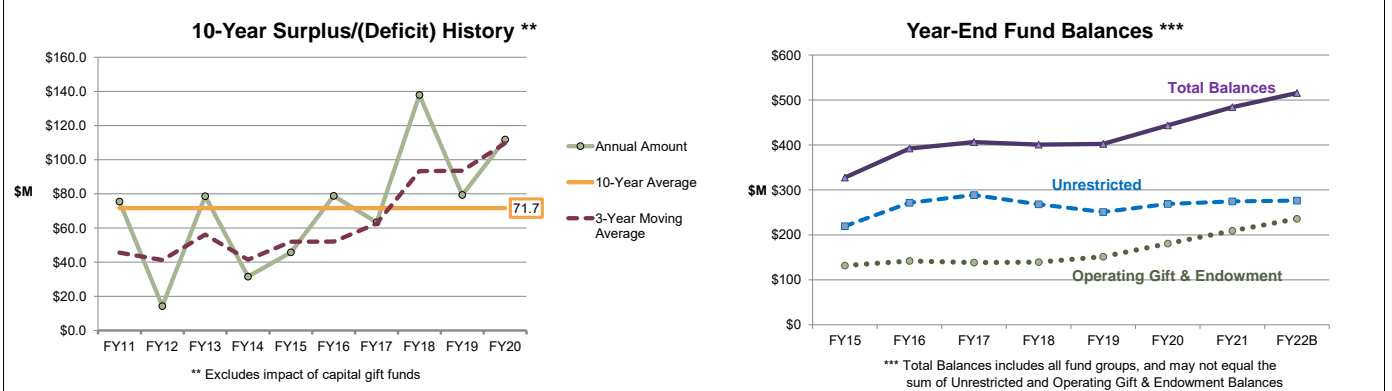 10-Year Surplus/(Deficit) History **
$160.0
$140.0
$120.0
$100.0
$80.0
$60.0
$40.0
$20.0
$0.0
$M
FY11 FY12 FY13 FY14 FY15 FY16 FY17 FY18 FY19 FY20
71.7
Annual Amount
10-Year Average
3-Year Moving
Average
** Excludes impact of capital gift funds
Year-End Fund Balances ***
$600
$500
$400
$300
$200
$100
$0
$M
Total Balances
Unrestricted
Operating Gift & Endowment
FY15 FY16 FY17 FY18 FY19 FY20 FY21 FY22B
*** Total Balances includes all fund groups, and may not equal the
sum of Unrestricted and Operating Gift & Endowment Balances